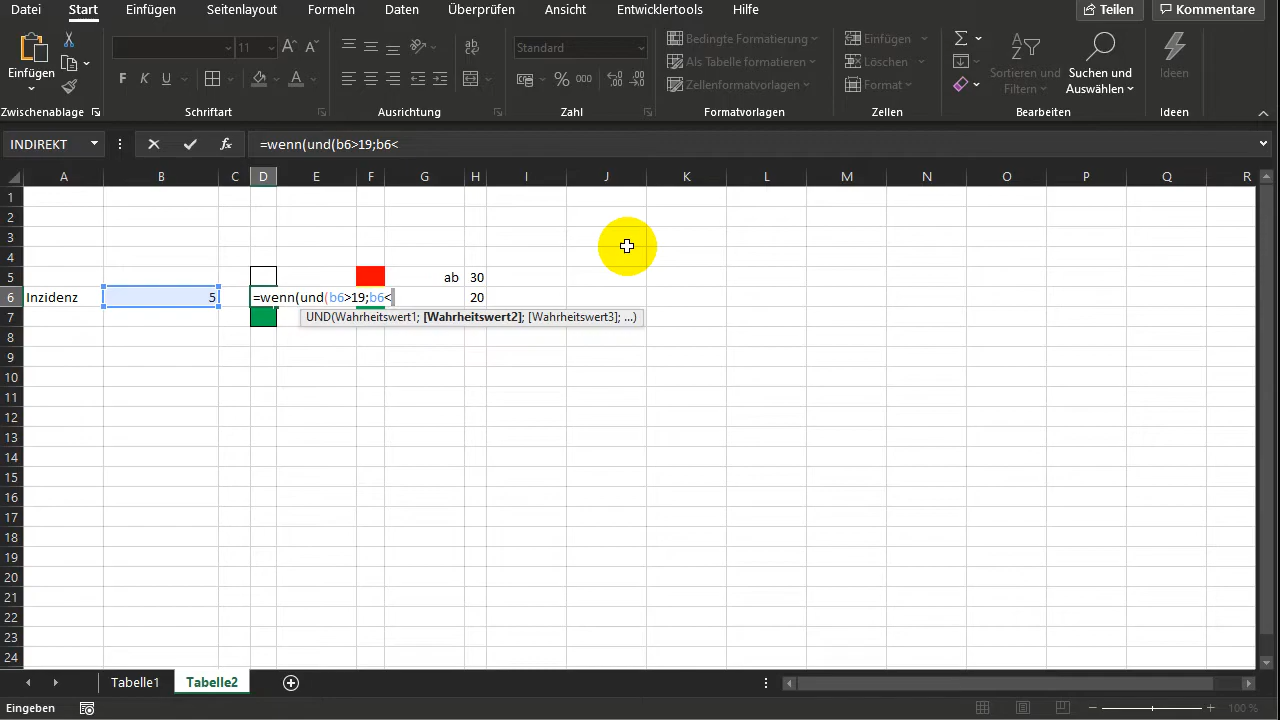 Datei Start Einfügen Seitenlayout Formeln Daten Überprüfen Ansicht Entwicklertools Hilfe Teilen Kommentare
Einfügen
11
F K U
ab
Standard
%
Bedingte Formatierung
Als Tabelle formatieren
Zellenformatvorlagen
Einfügen
Löschen
Format
Sortieren und Filtern
Suchen und Auswählen
Ideen
Zwischenablage Schriftart Ausrichtung Zahl Formatvorlagen Zellen Bearbeiten Ideen
INDIREKT fx =wenn(und(b6>19;b6<
A B C D E F G H I J K L M N O P Q R
1
2
3
4
5 ab 30
6 Inzidenz 5 =wenn(und(b6>19;b6< 20
7 UND(Wahrheitswert1; [Wahrheitswert2]; [Wahrheitswert3]; ...)
8
9
10
11
12
13
14
15
16
17
18
19
20
21
22
23
24
Tabelle1 Tabelle2
Eingeben 100 %